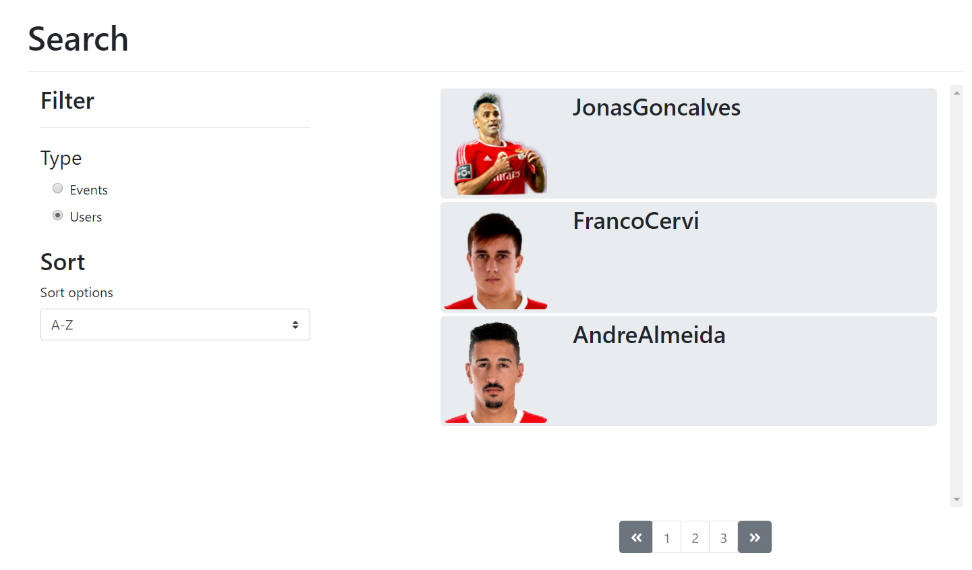 Search
Filter
Type
Events
Users
Sort
Sort options
A-Z
JonasGoncalves
FrancoCervi
AndreAlmeida
« 1 2 3 »